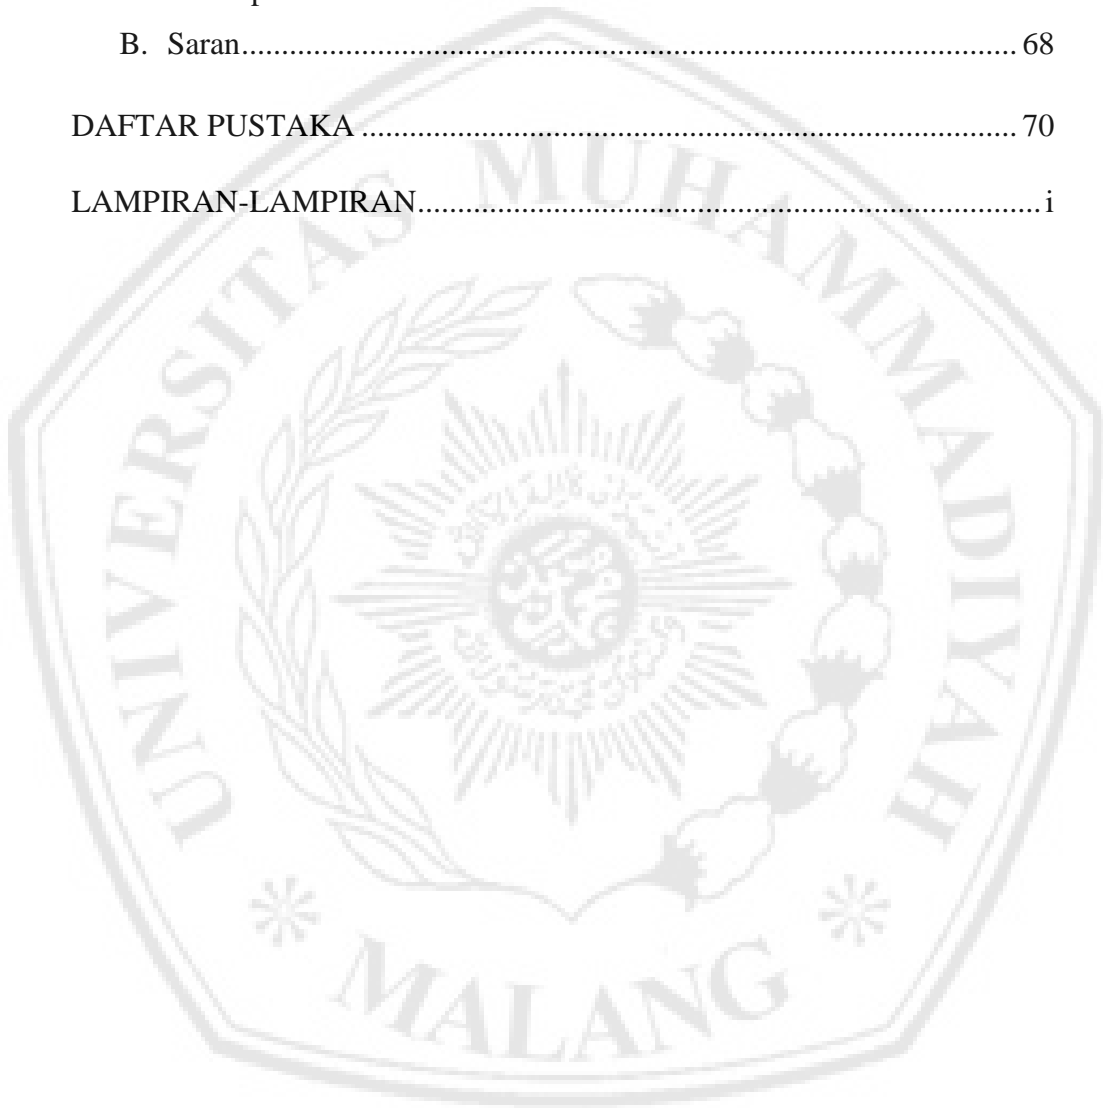 B. Saran........................................................................................... 68
DAFTAR PUSTAKA ................................................................................... 70
LAMPIRAN-LAMPIRAN............................................................................... i
UNIVERSITAS MUHAMMADIYAH
MALANG